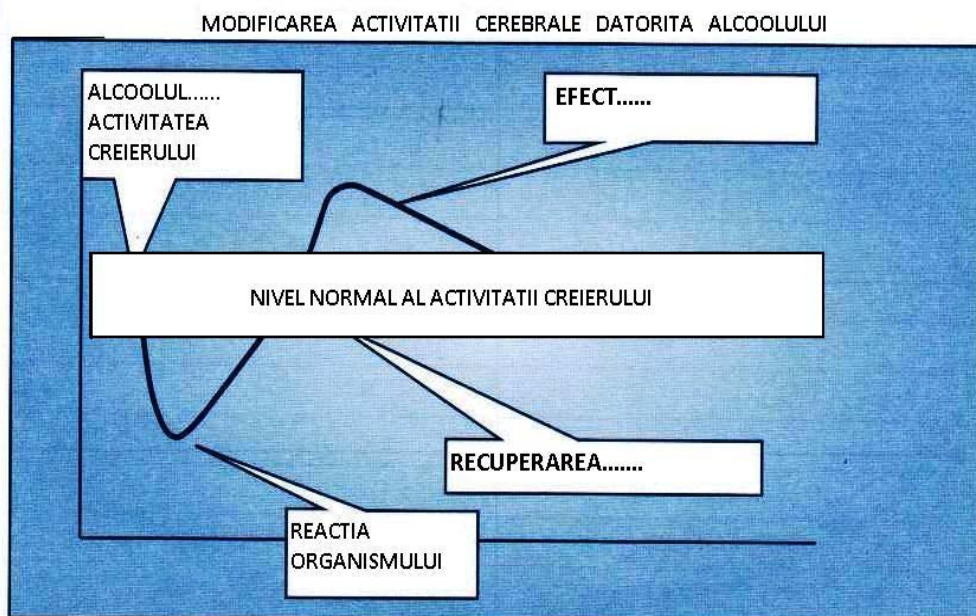 MODIFICAREA ACTIVITATII CEREBRALE DATORITA ALCOOLULUI
ALCOOLUL......
ACTIVITATEA
CREIERULUI
EFECT......
NIVEL NORMAL AL ACTIVITATII CREIERULUI
RECUPERAREA.......
REACTIA
ORGANISMULUI